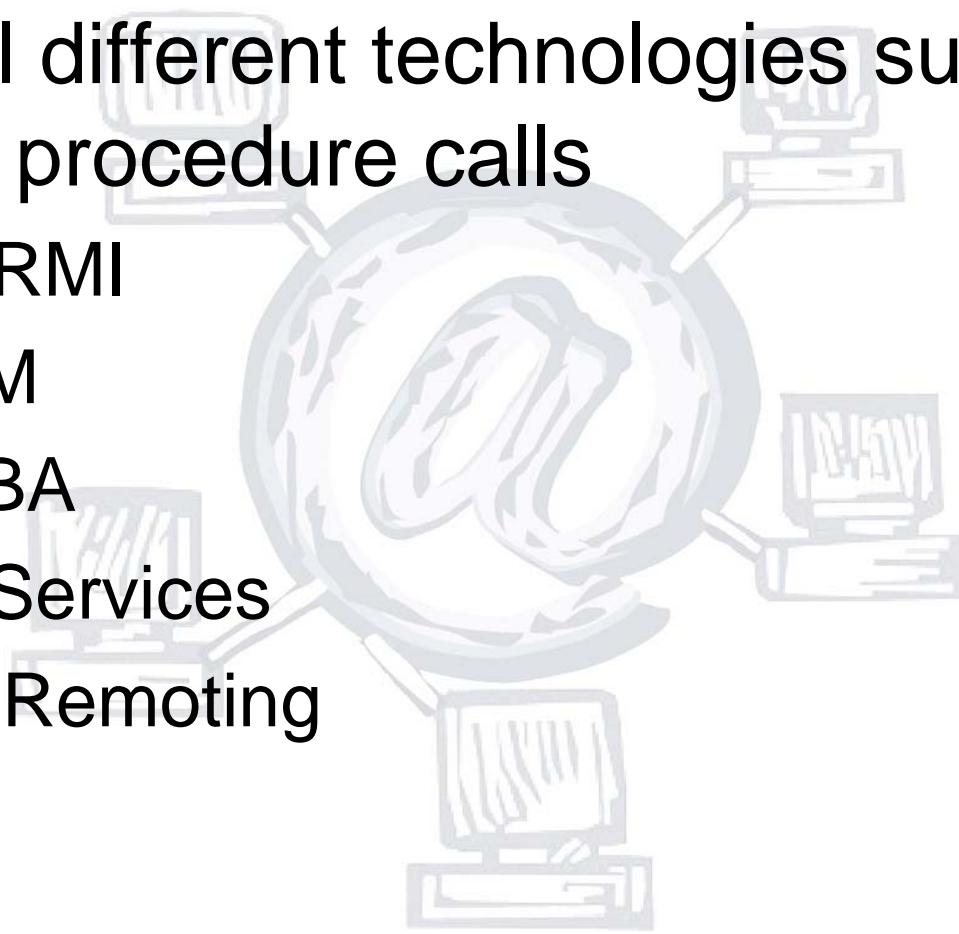 l different technologies su
procedure calls
RMI
M
BA
Services
Remoting